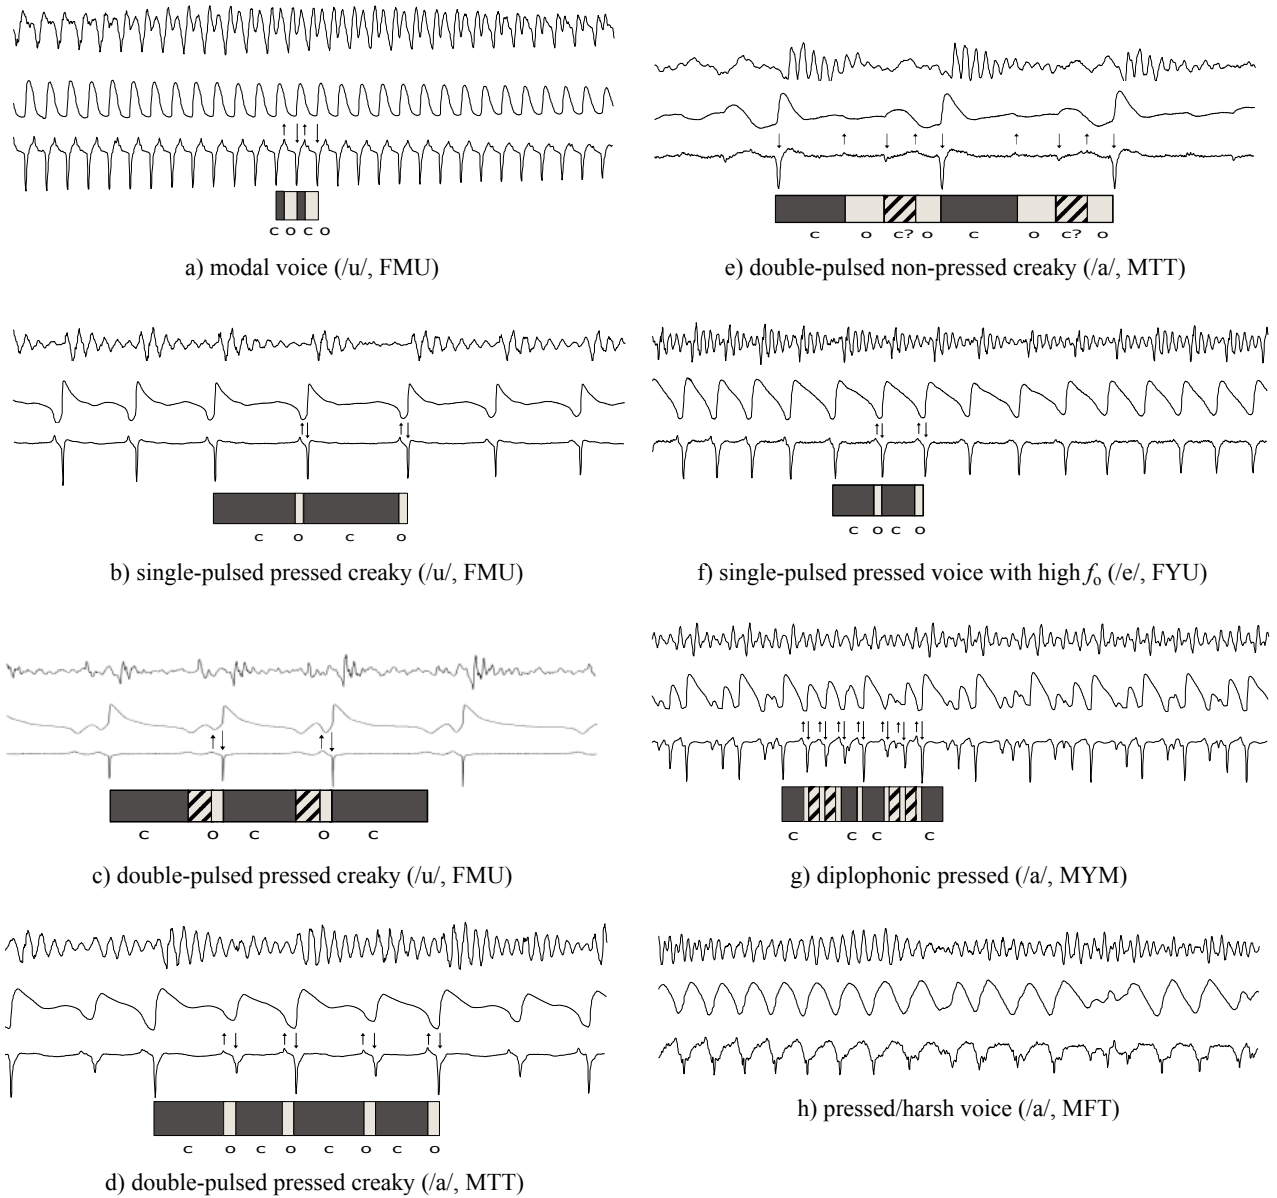 c o c o
a) modal voice (/u/, FMU)
c o c o
b) single-pulsed pressed creaky (/u/, FMU)
c o c o c
c) double-pulsed pressed creaky (/u/, FMU)
c o c o c o c o
d) double-pulsed pressed creaky (/a/, MTT)
c o c? o c o c? o
e) double-pulsed non-pressed creaky (/a/, MTT)
c o c o
f) single-pulsed pressed voice with high fo (/e/, FYU)
c c c c
g) diplophonic pressed (/a/, MYM)
h) pressed/harsh voice (/a/, MFT)